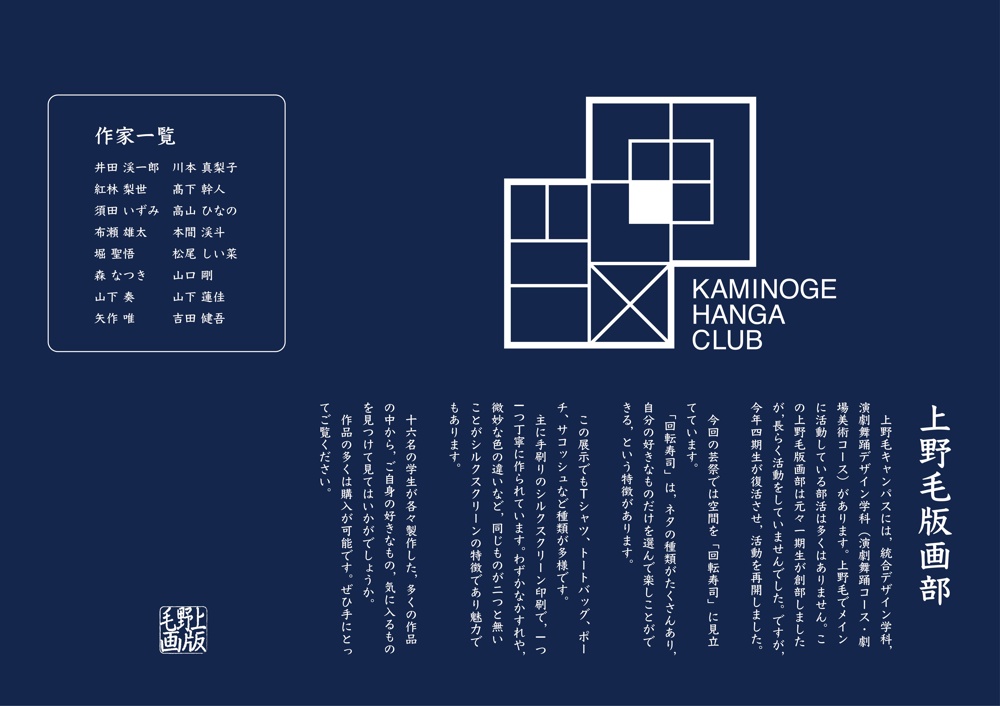 上野毛版画部
KAMINOGE
HANGA
CLUB
上野毛キャンパスには、統合デザイン学科、
演劇舞踊デザイン学科（演劇舞踊コース・劇
場美術コース）があります。上野毛でメイン
に活動している部活は多くはありません。こ
の上野毛版画部は元々一期生が創部しました
が、長らく活動をしていませんでした。ですが、
今年四期生が復活させ、活動を再開しました。
今回の芸祭では空間を「回転寿司」に見立
てています。
「回転寿司」は、ネタの種類がたくさんあり、
自分の好きなものだけを選んで楽しことがで
きる、という特徴があります。
この展示でもTシャツ、トートバッグ、ポー
チ、サコッシュなど種類が多様です。
主に手刷りのシルクスクリーン印刷で、一つ
一つ丁寧に作られています。わずかなかすれや、
微妙な色の違いなど、同じものが二つと無い
ことがシルクスクリーンの特徴であり魅力で
もあります。
十六名の学生が各々製作した、多くの作品
の中から、ご自身の好きなもの、気に入るもの
を見つけて見てはいかがでしょうか。
作品の多くは購入が可能です。ぜひ手にとっ
てご覧ください。
作家一覧
井田 渓一郎 川本 真梨子
紅林 梨世 髙下 幹人
須田 いずみ 高山 ひなの
布瀬 雄太 本間 渓斗
堀 聖悟 松尾 しい菜
森 なつき 山口 剛
山下 奏 山下 蓮佳
矢作 唯 吉田 健吾
上野毛
版画